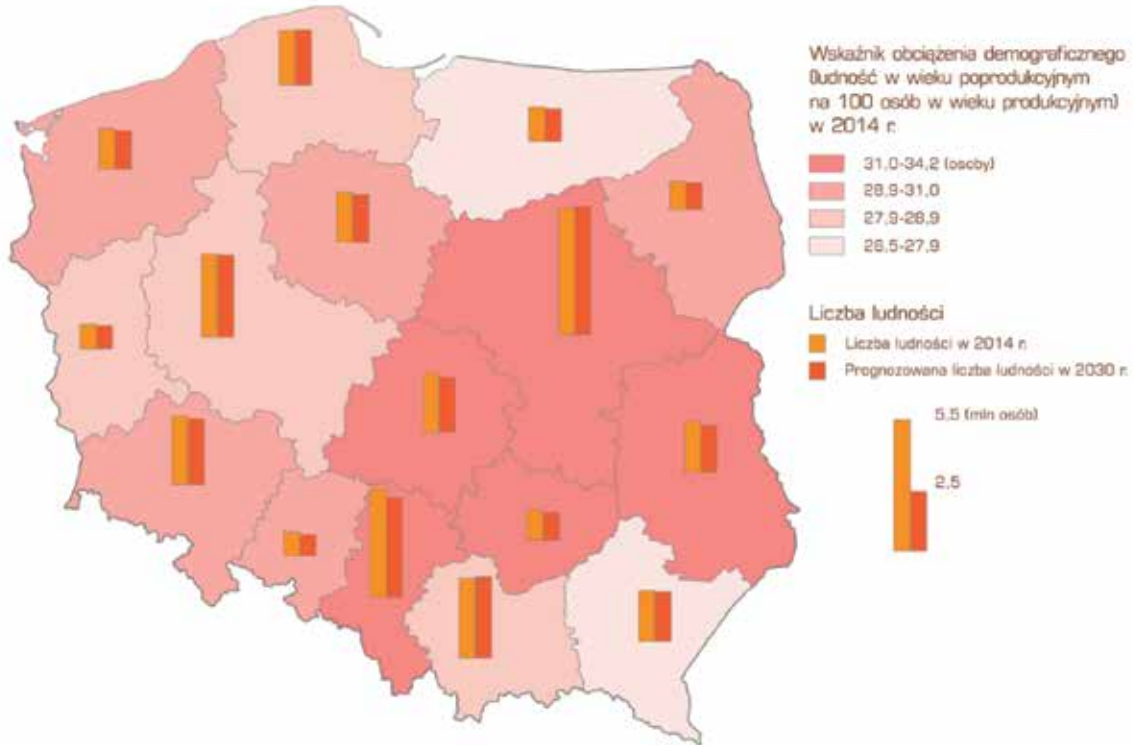 Wskaźnik obciążenia demograficznego
(ludność w wieku poprodukcyjnym
na 100 osób w wieku produkcyjnym)
w 2014 r.
31,0-34,2 (osoby)
28,9-31,0
27,9-28,9
26,5-27,9
Liczba ludności
Liczba ludności w 2014 r.
Prognozowana liczba ludności w 2030 r.
5,5 (mln osób)
2,5